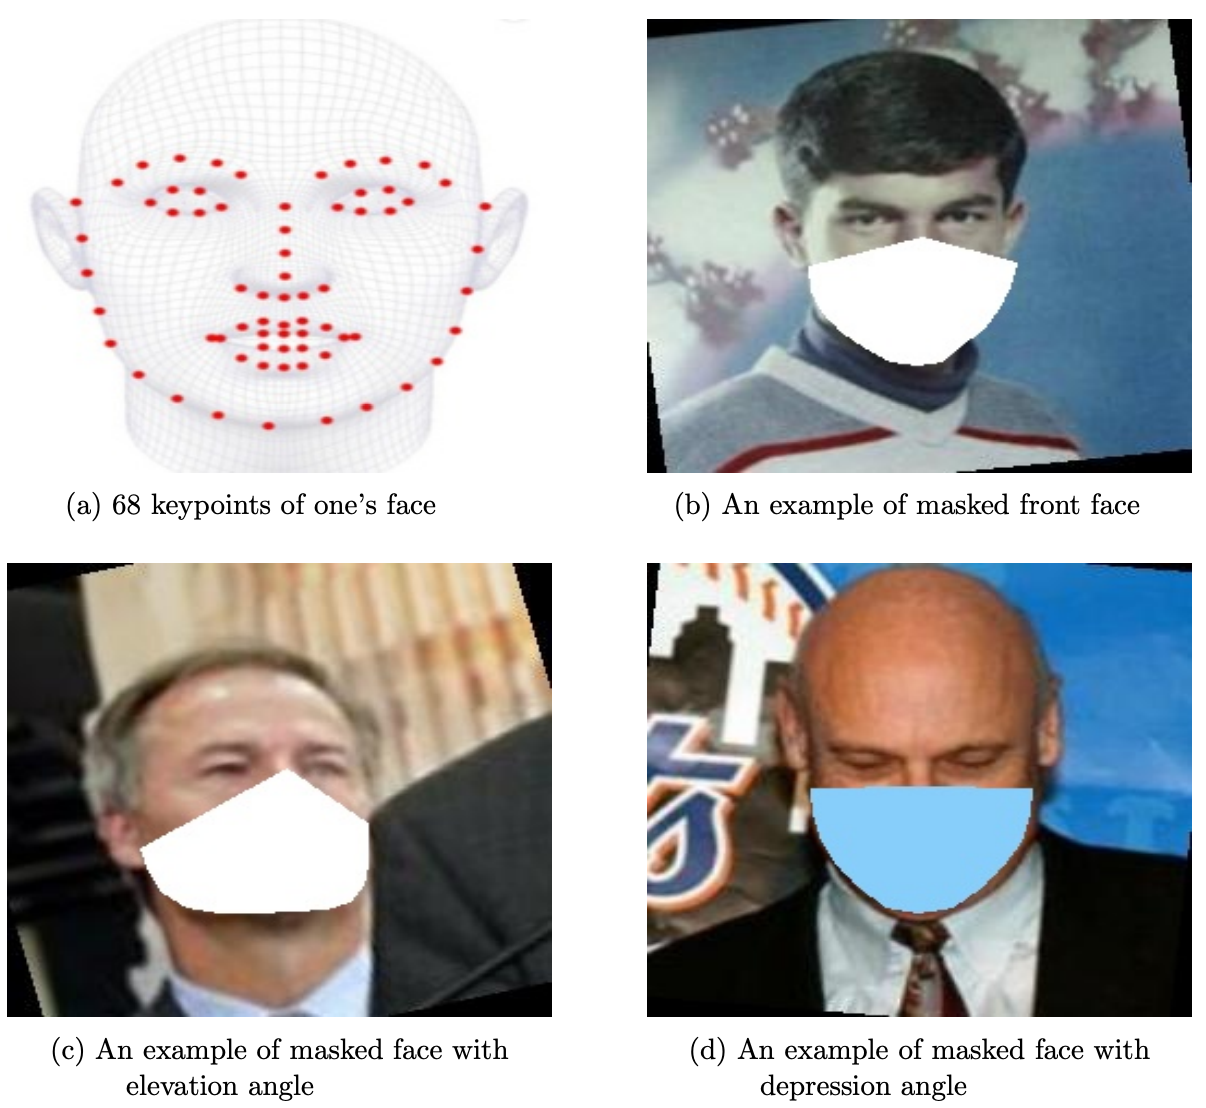 (a) 68 keypoints of one's face
(b) An example of masked front face
(c) An example of masked face with
elevation angle
(d) An example of masked face with
depression angle